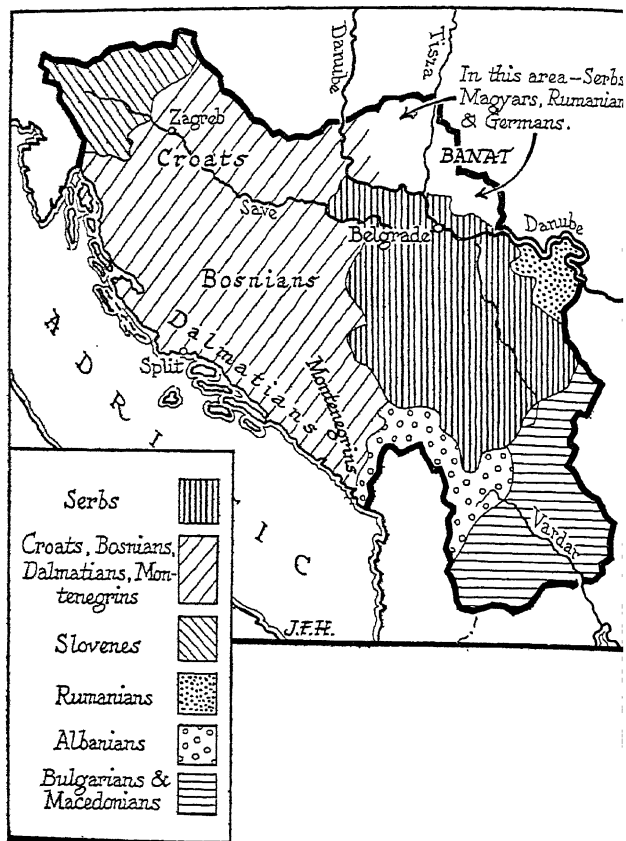 Danube
Tisza
In this area—Serbs
Magyars, Rumanian
& Germans.
BANAT
Zagreb
Croats
Save
Belgrade
Danube
Bosnians
Dalmatians
Split
Montenegrins
ADRIATIC
Vardar
J.F.H.
Serbs
Croats, Bosnians,
Dalmatians, Mon-
tenegrins
Slovenes
Rumanians
Albanians
Bulgarians &
Macedonians